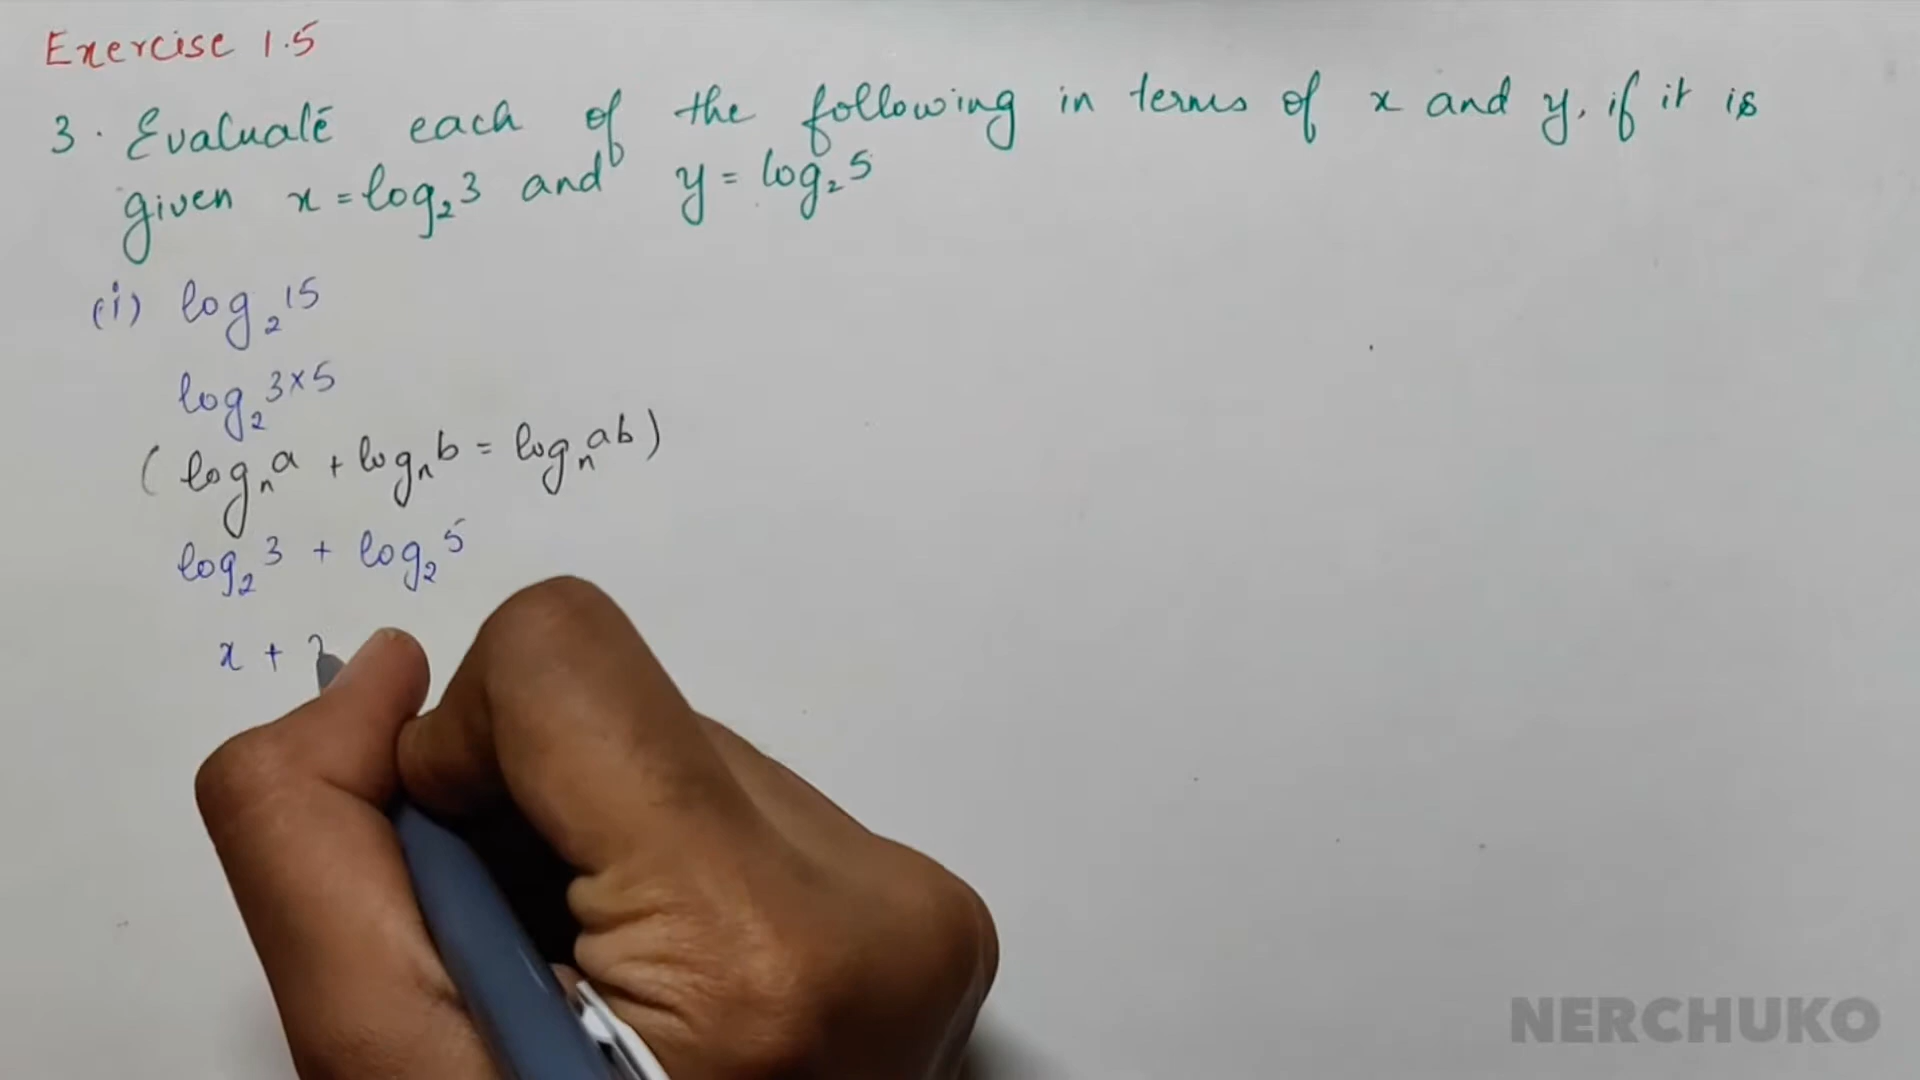 Exercise 1.5
3. Evaluate each of the following in terms of x and y, if it is
given x = log₂3 and y = log₂5
(i) log₂15
log₂3×5
(logₙa + logₙb = logₙab)
log₂3 + log₂5
x +
NERCHUKO